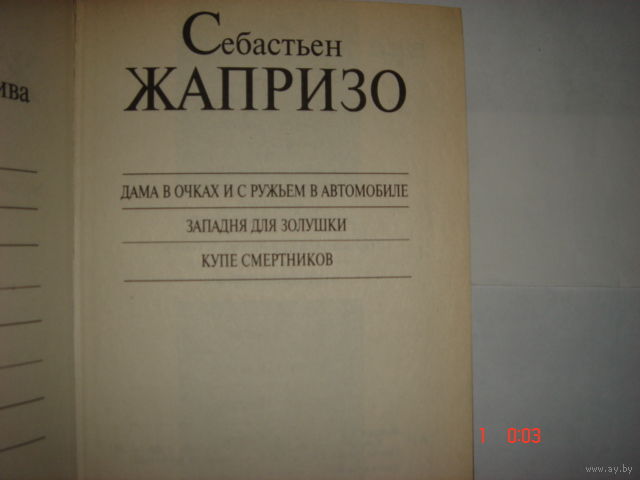 Себастьен
ЖАПРИЗО
ДАМА В ОЧКАХ И С РУЖЬЕМ В АВТОМОБИЛЕ
ЗАПАДНЯ ДЛЯ ЗОЛУШКИ
КУПЕ СМЕРТНИКОВ
1 0:03
www.ay.by